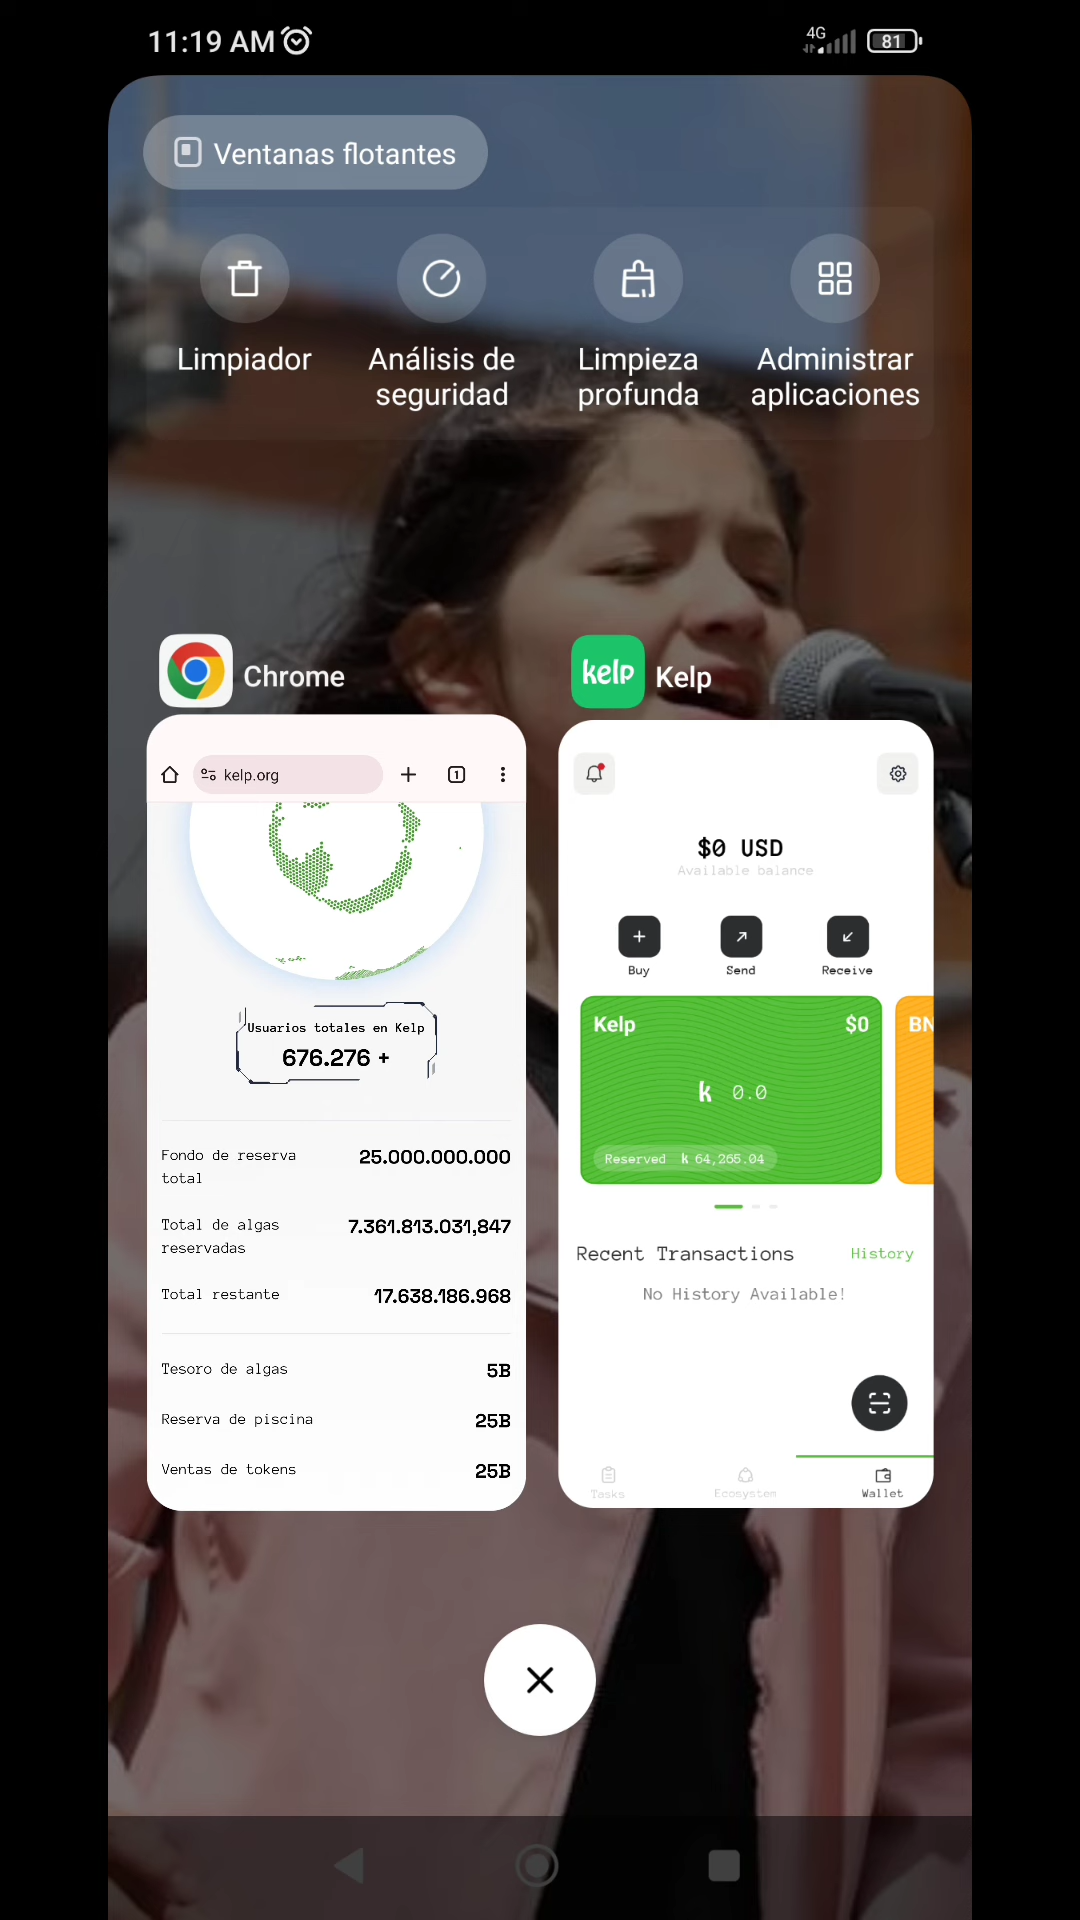 11:19 AM
4G
81
Ventanas flotantes
Limpiador
Análisis de
seguridad
Limpieza
profunda
Administrar
aplicaciones
Chrome
kelp.org
1
Usuarios totales en Kelp
676.276 +
Fondo de reserva
total
25.000.000.000
Total de algas
reservadas
7.361.813.031,847
Total restante
17.638.186.968
Tesoro de algas
5B
Reserva de piscina
25B
Ventas de tokens
25B
kelp
Kelp
$0 USD
Available balance
Buy
Send
Receive
Kelp
$0
BN
k 0.0
Reserved k 64,265.04
Recent Transactions
History
No History Available!
Tasks
Ecosystem
Wallet